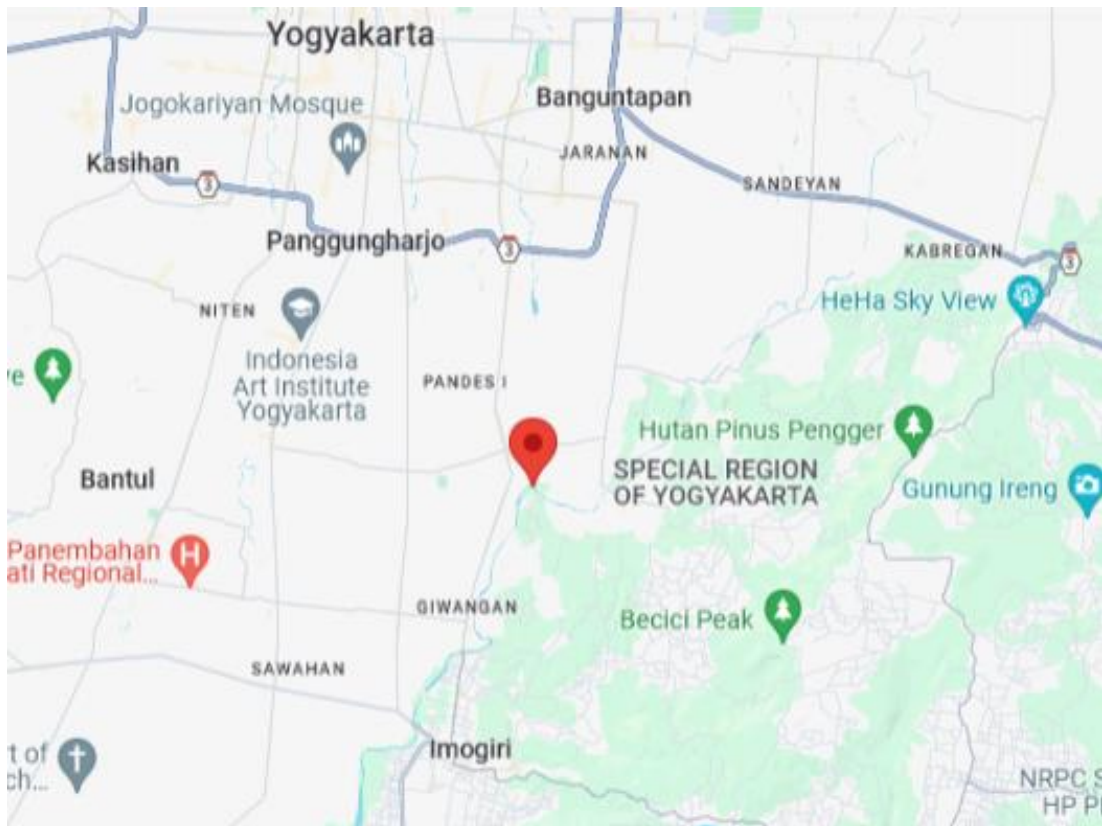 Yogyakarta
Jogokariyan Mosque
Banguntapan
JARANAN
Kasihan
3
SANDEYAN
Panggungharjo
3
KABREGAN
3
HeHa Sky View
NITEN
Indonesia
Art Institute
Yogyakarta
PANDES I
Hutan Pinus Pengger
SPECIAL REGION
OF YOGYAKARTA
Bantul
Gunung Ireng
Panembahan
ati Regional...
H
GIWANGAN
Becici Peak
SAWAHAN
Imogiri
t of
ch...
NRPC S
HP P